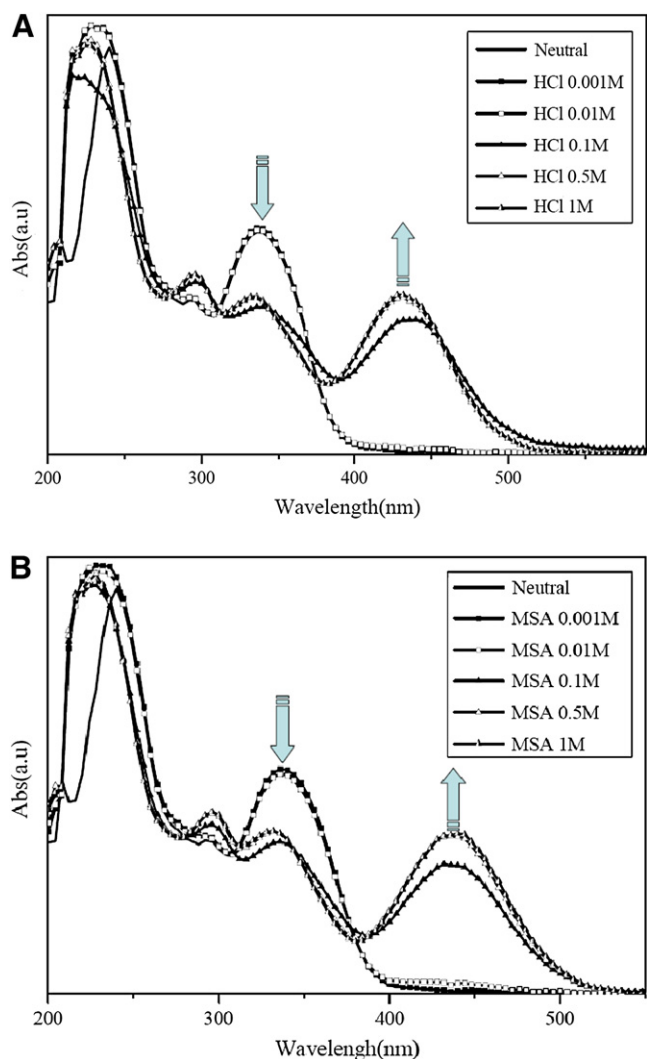 A
Abs(a.u)
Neutral
HCl 0.001M
HCl 0.01M
HCl 0.1M
HCl 0.5M
HCl 1M
200 300 400 500
Wavelength(nm)
B
Abs(a.u)
Neutral
MSA 0.001M
MSA 0.01M
MSA 0.1M
MSA 0.5M
MSA 1M
200 300 400 500
Wavelength(nm)